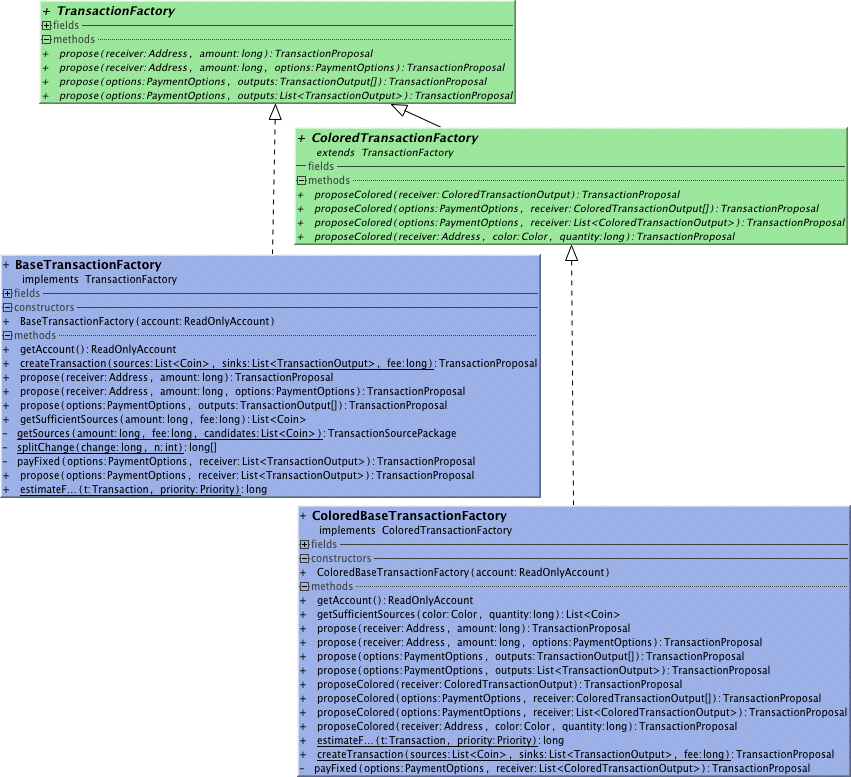 + TransactionFactory
fields
methods
+ propose(receiver:Address, amount:long):TransactionProposal
+ propose(receiver:Address, amount:long, options:PaymentOptions):TransactionProposal
+ propose(options:PaymentOptions, outputs:TransactionOutput[]):TransactionProposal
+ propose(options:PaymentOptions, outputs:List<TransactionOutput>):TransactionProposal
+ ColoredTransactionFactory
extends TransactionFactory
fields
methods
+ proposeColored(receiver:ColoredTransactionOutput):TransactionProposal
+ proposeColored(options:PaymentOptions, receiver:ColoredTransactionOutput[]):TransactionProposal
+ proposeColored(options:PaymentOptions, receiver:List<ColoredTransactionOutput>):TransactionProposal
+ proposeColored(receiver:Address, color:Color, quantity:long):TransactionProposal
+ BaseTransactionFactory
implements TransactionFactory
fields
constructors
+ BaseTransactionFactory(account:ReadOnlyAccount)
methods
+ getAccount():ReadOnlyAccount
+ createTransaction(sources:List<Coin>, sinks:List<TransactionOutput>, fee:long):TransactionProposal
+ propose(receiver:Address, amount:long):TransactionProposal
+ propose(receiver:Address, amount:long, options:PaymentOptions):TransactionProposal
+ propose(options:PaymentOptions, outputs:TransactionOutput[]):TransactionProposal
+ getSufficientSources(amount:long, fee:long):List<Coin>
- getSources(amount:long, fee:long, candidates:List<Coin>):TransactionSourcePackage
- splitChange(change:long, n:int):long[]
- payFixed(options:PaymentOptions, receiver:List<TransactionOutput>):TransactionProposal
+ propose(options:PaymentOptions, receiver:List<TransactionOutput>):TransactionProposal
+ estimateF...(t:Transaction, priority:Priority):long
+ ColoredBaseTransactionFactory
implements ColoredTransactionFactory
fields
constructors
+ ColoredBaseTransactionFactory(account:ReadOnlyAccount)
methods
+ getAccount():ReadOnlyAccount
+ getSufficientSources(color:Color, quantity:long):List<Coin>
+ propose(receiver:Address, amount:long):TransactionProposal
+ propose(receiver:Address, amount:long, options:PaymentOptions):TransactionProposal
+ propose(options:PaymentOptions, outputs:TransactionOutput[]):TransactionProposal
+ propose(options:PaymentOptions, outputs:List<TransactionOutput>):TransactionProposal
+ proposeColored(receiver:ColoredTransactionOutput):TransactionProposal
+ proposeColored(options:PaymentOptions, receiver:ColoredTransactionOutput[]):TransactionProposal
+ proposeColored(options:PaymentOptions, receiver:List<ColoredTransactionOutput>):TransactionProposal
+ proposeColored(receiver:Address, color:Color, quantity:long):TransactionProposal
+ estimateF...(t:Transaction, priority:Priority):long
+ createTransaction(sources:List<Coin>, sinks:List<TransactionOutput>, fee:long):TransactionProposal
- payFixed(options:PaymentOptions, receiver:List<ColoredTransactionOutput>):TransactionProposal